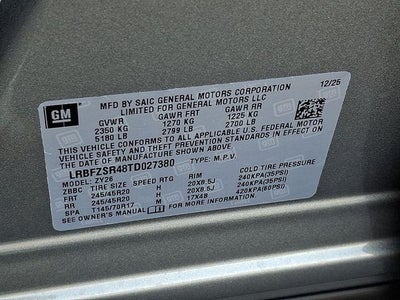 GM
12/25
MFD BY SAIC GENERAL MOTORS CORPORATION
LIMITED FOR GENERAL MOTORS LLC
GVWR GAWR FRT GAWR RR
2350 KG 1270 KG 1225 KG
5180 LB 2799 LB 2700 LB
THIS VEHICLE CONFORMS TO ALL APPLICABLE U.S. FEDERAL MOTOR
VEHICLE SAFETY AND THEFT PREVENTION STANDARDS IN EFFECT ON
THE DATE OF MANUFACTURE SHOWN ABOVE.
LRBFZSR48TD027380 TYPE: M.P.V.
ZY26
ZBBC TIRE SIZE SPEED RTG RIM COLD TIRE PRESSURE
FRT 245/45R20 H 20X8.5J 240KPA(35PSI)
RR 245/45R20 H 20X8.5J 240KPA(35PSI)
SPA T145/70R17 M 17X4B 420KPA(60PSI)
SEE OWNER'S MANUAL FOR ADDITIONAL INFORMATION.